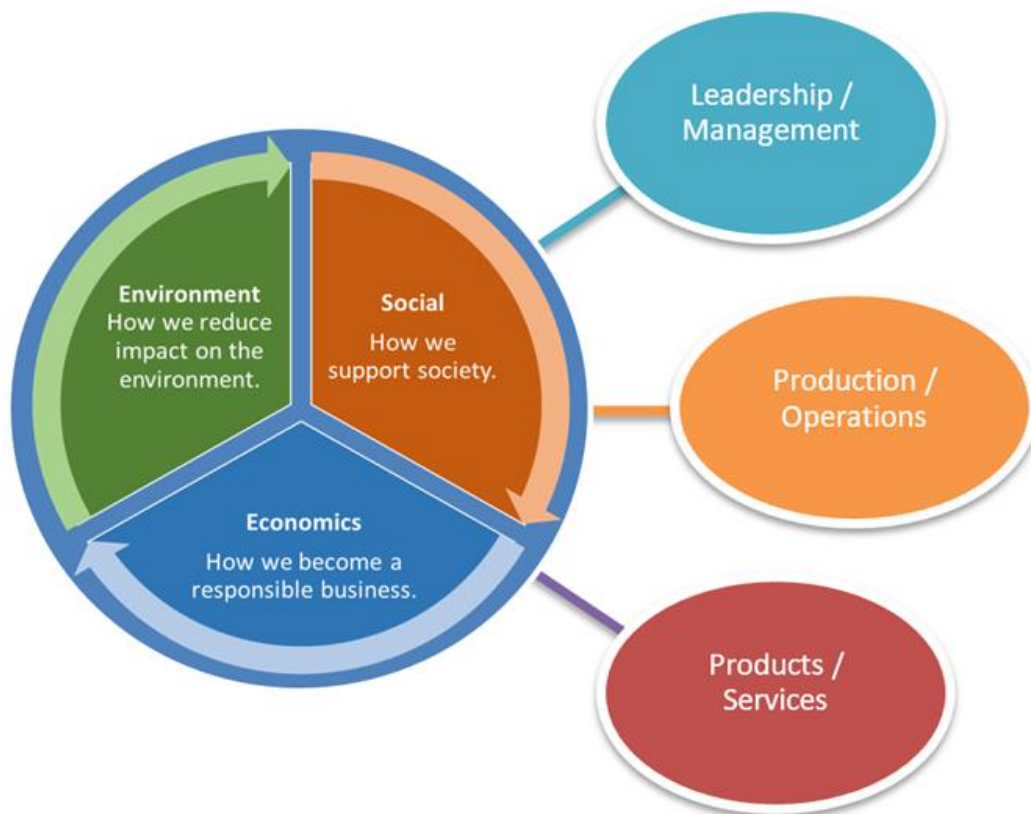 Environment
How we reduce
impact on the
environment.
Social
How we
support society.
Economics
How we become a
responsible business.
Leadership /
Management
Production /
Operations
Products /
Services